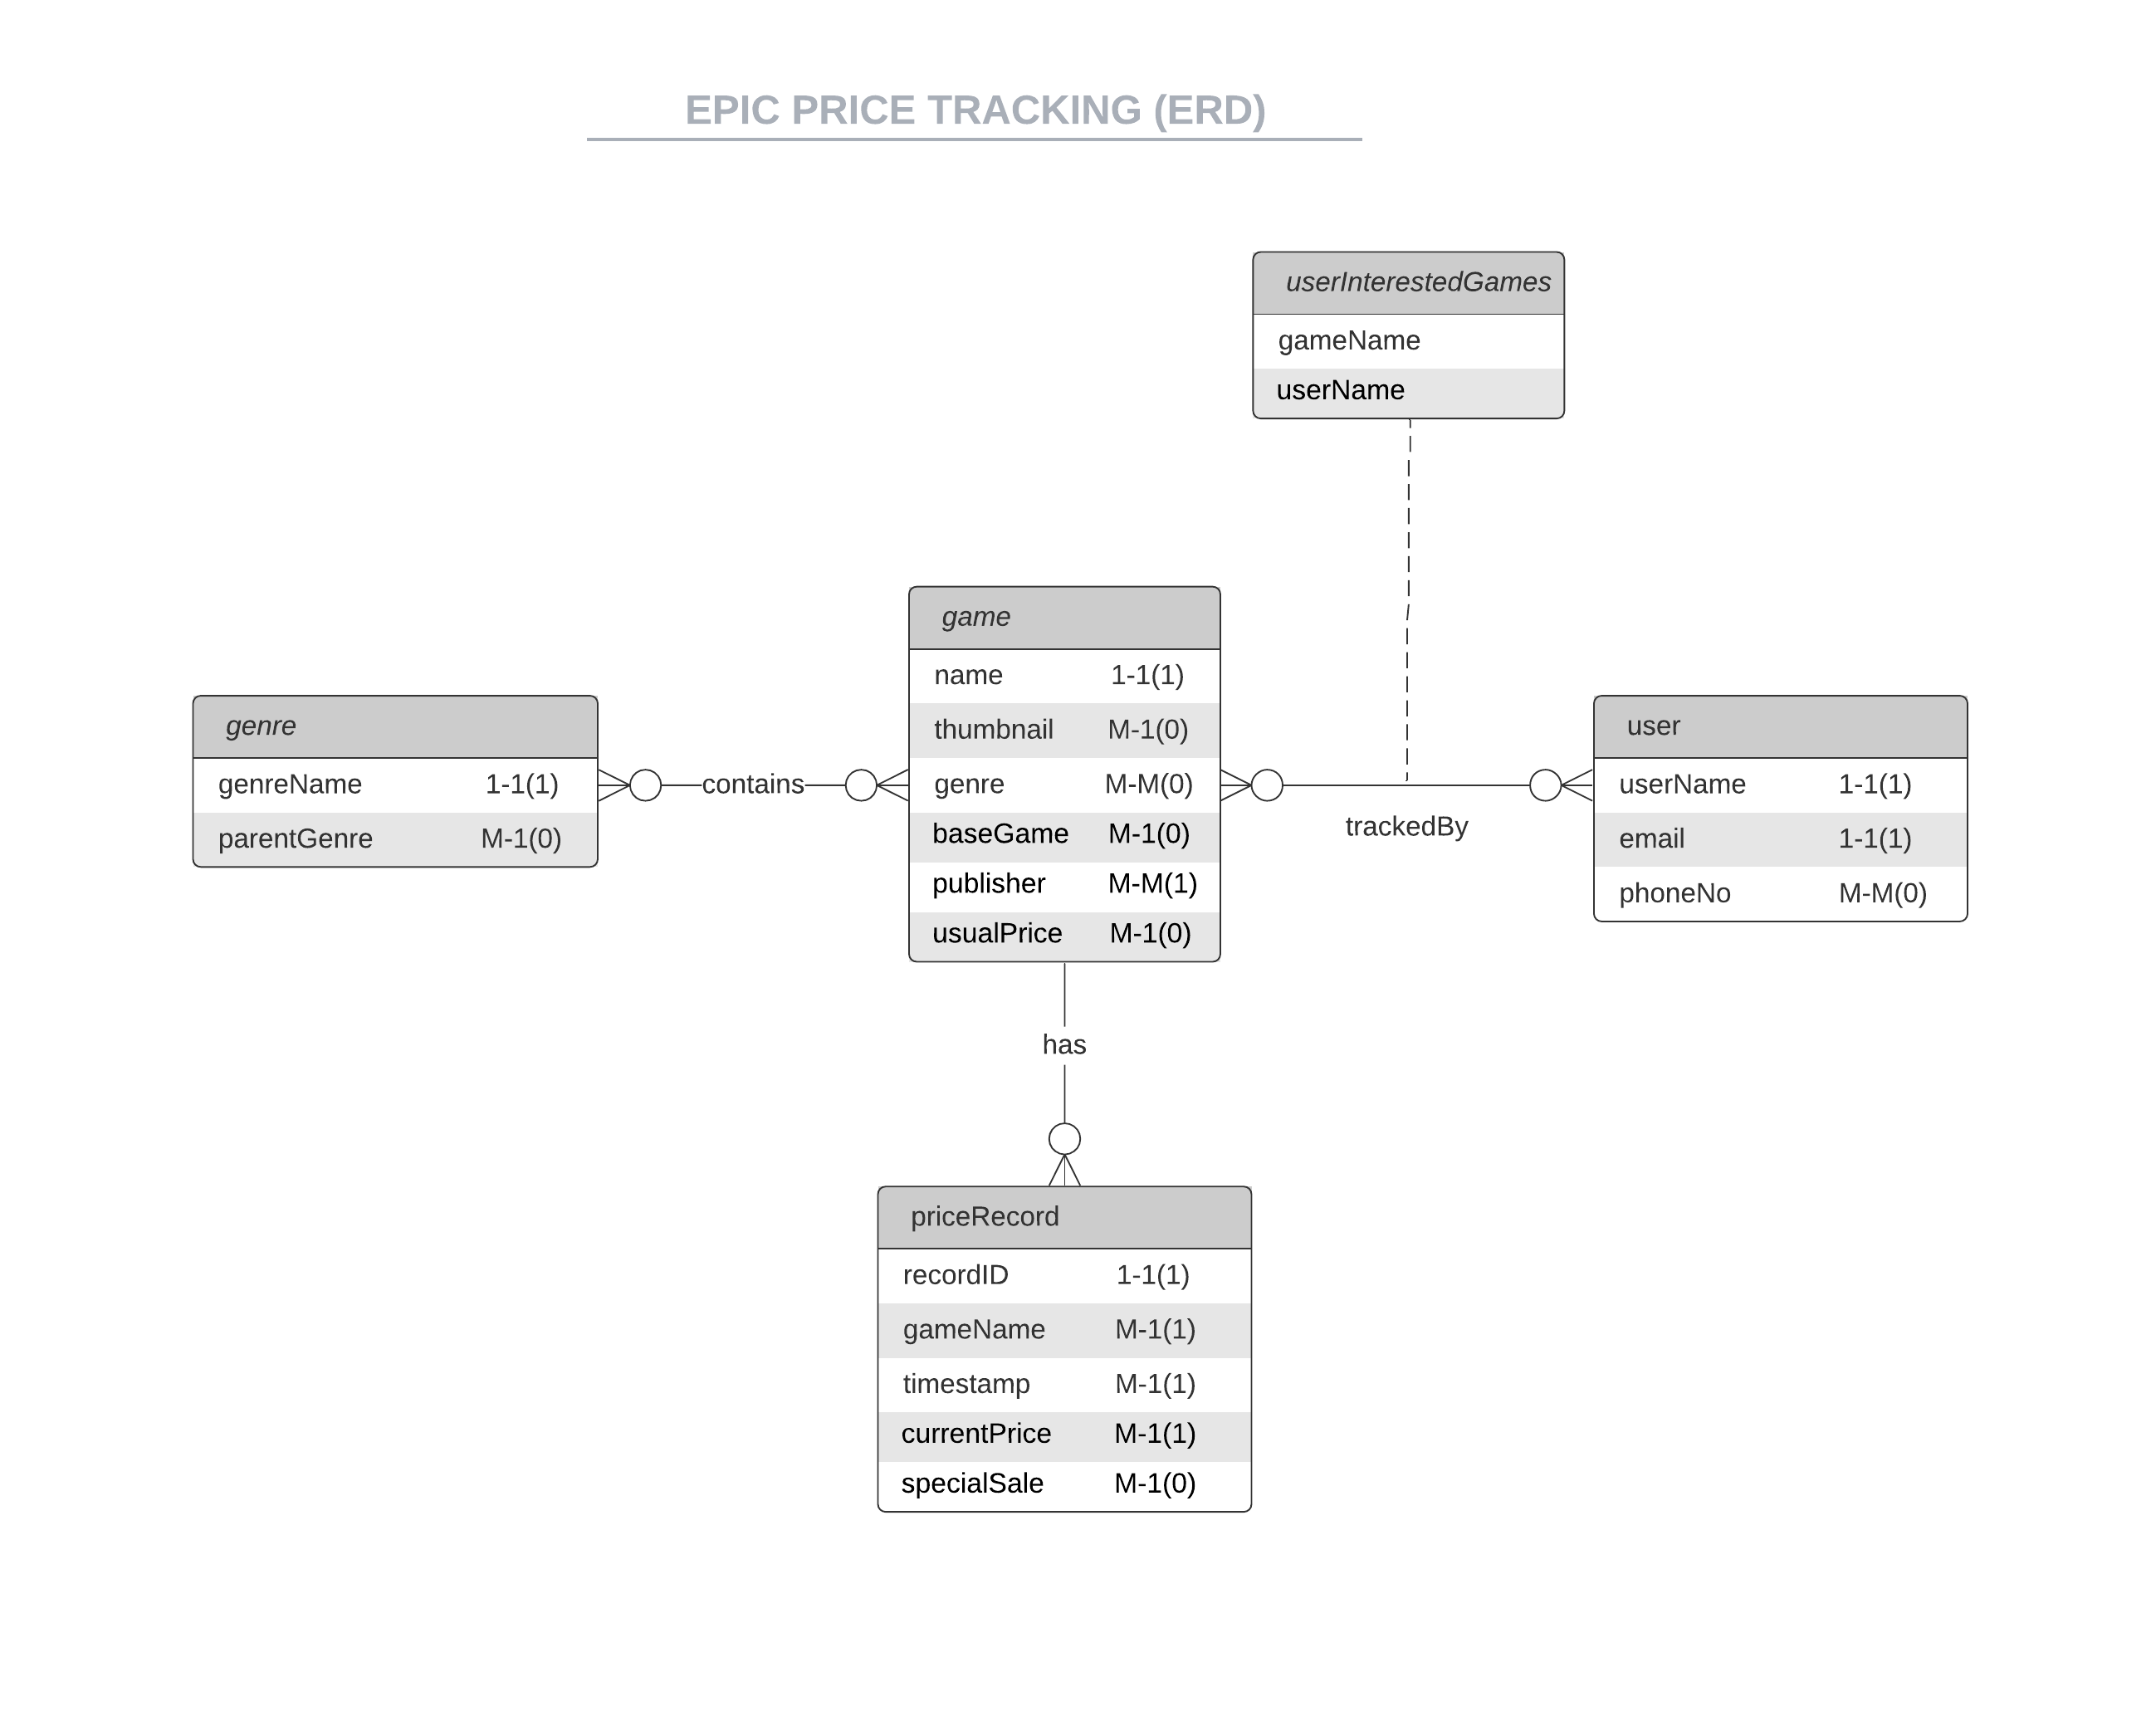 EPIC PRICE TRACKING (ERD)
userInterestedGames
gameName
userName
game
name 1-1(1)
thumbnail M-1(0)
genre M-M(0)
baseGame M-1(0)
publisher M-M(1)
usualPrice M-1(0)
genre
genreName 1-1(1)
parentGenre M-1(0)
contains
trackedBy
user
userName 1-1(1)
email 1-1(1)
phoneNo M-M(0)
has
priceRecord
recordID 1-1(1)
gameName M-1(1)
timestamp M-1(1)
currentPrice M-1(1)
specialSale M-1(0)